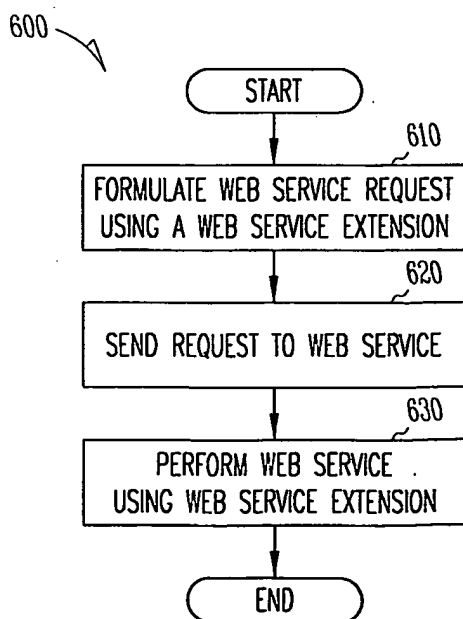 600
START
610
FORMULATE WEB SERVICE REQUEST
USING A WEB SERVICE EXTENSION
620
SEND REQUEST TO WEB SERVICE
630
PERFORM WEB SERVICE
USING WEB SERVICE EXTENSION
END